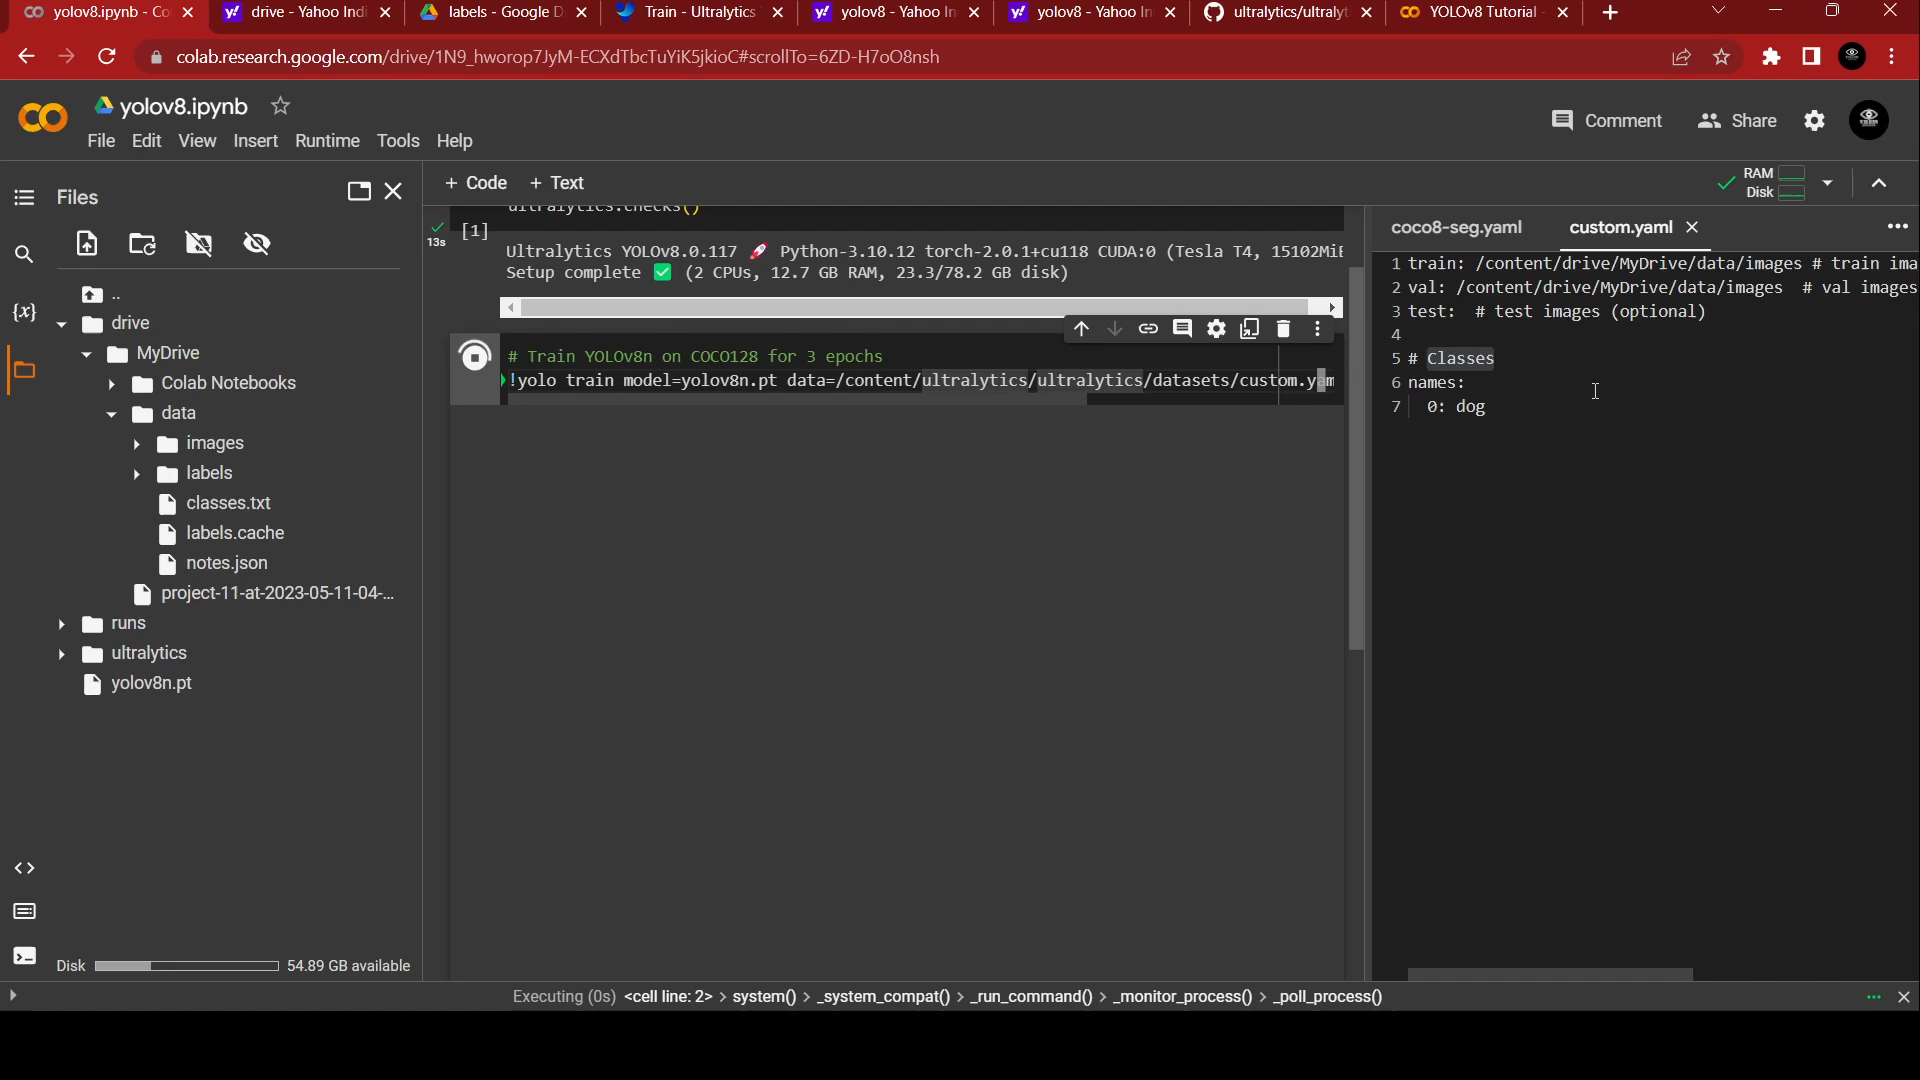 yolov8.ipynb - Co
drive - Yahoo Indi
labels - Google D
Train - Ultralytics
yolov8 - Yahoo In
yolov8 - Yahoo In
ultralytics/ultralyt
YOLOv8 Tutorial -
colab.research.google.com/drive/1N9_hworop7JyM-ECXdTbcTuYiK5jkioC#scrollTo=6ZD-H7oO8nsh
yolov8.ipynb
File Edit View Insert Runtime Tools Help
Comment
Share
Files
+ Code + Text
RAM
Disk
..
drive
MyDrive
Colab Notebooks
data
images
labels
classes.txt
labels.cache
notes.json
project-11-at-2023-05-11-04-...
runs
ultralytics
yolov8n.pt
Disk 54.89 GB available
13s
ultralytics.checks()
[1]
Ultralytics YOLOv8.0.117 🚀 Python-3.10.12 torch-2.0.1+cu118 CUDA:0 (Tesla T4, 15102MiB
Setup complete ✅ (2 CPUs, 12.7 GB RAM, 23.3/78.2 GB disk)
# Train YOLOv8n on COCO128 for 3 epochs
!yolo train model=yolov8n.pt data=/content/ultralytics/ultralytics/datasets/custom.yam
coco8-seg.yaml custom.yaml
1 train: /content/drive/MyDrive/data/images # train ima
2 val: /content/drive/MyDrive/data/images # val images
3 test: # test images (optional)
4
5 # Classes
6 names:
7 0: dog
Executing (0s) <cell line: 2> > system() > _system_compat() > _run_command() > _monitor_process() > _poll_process()